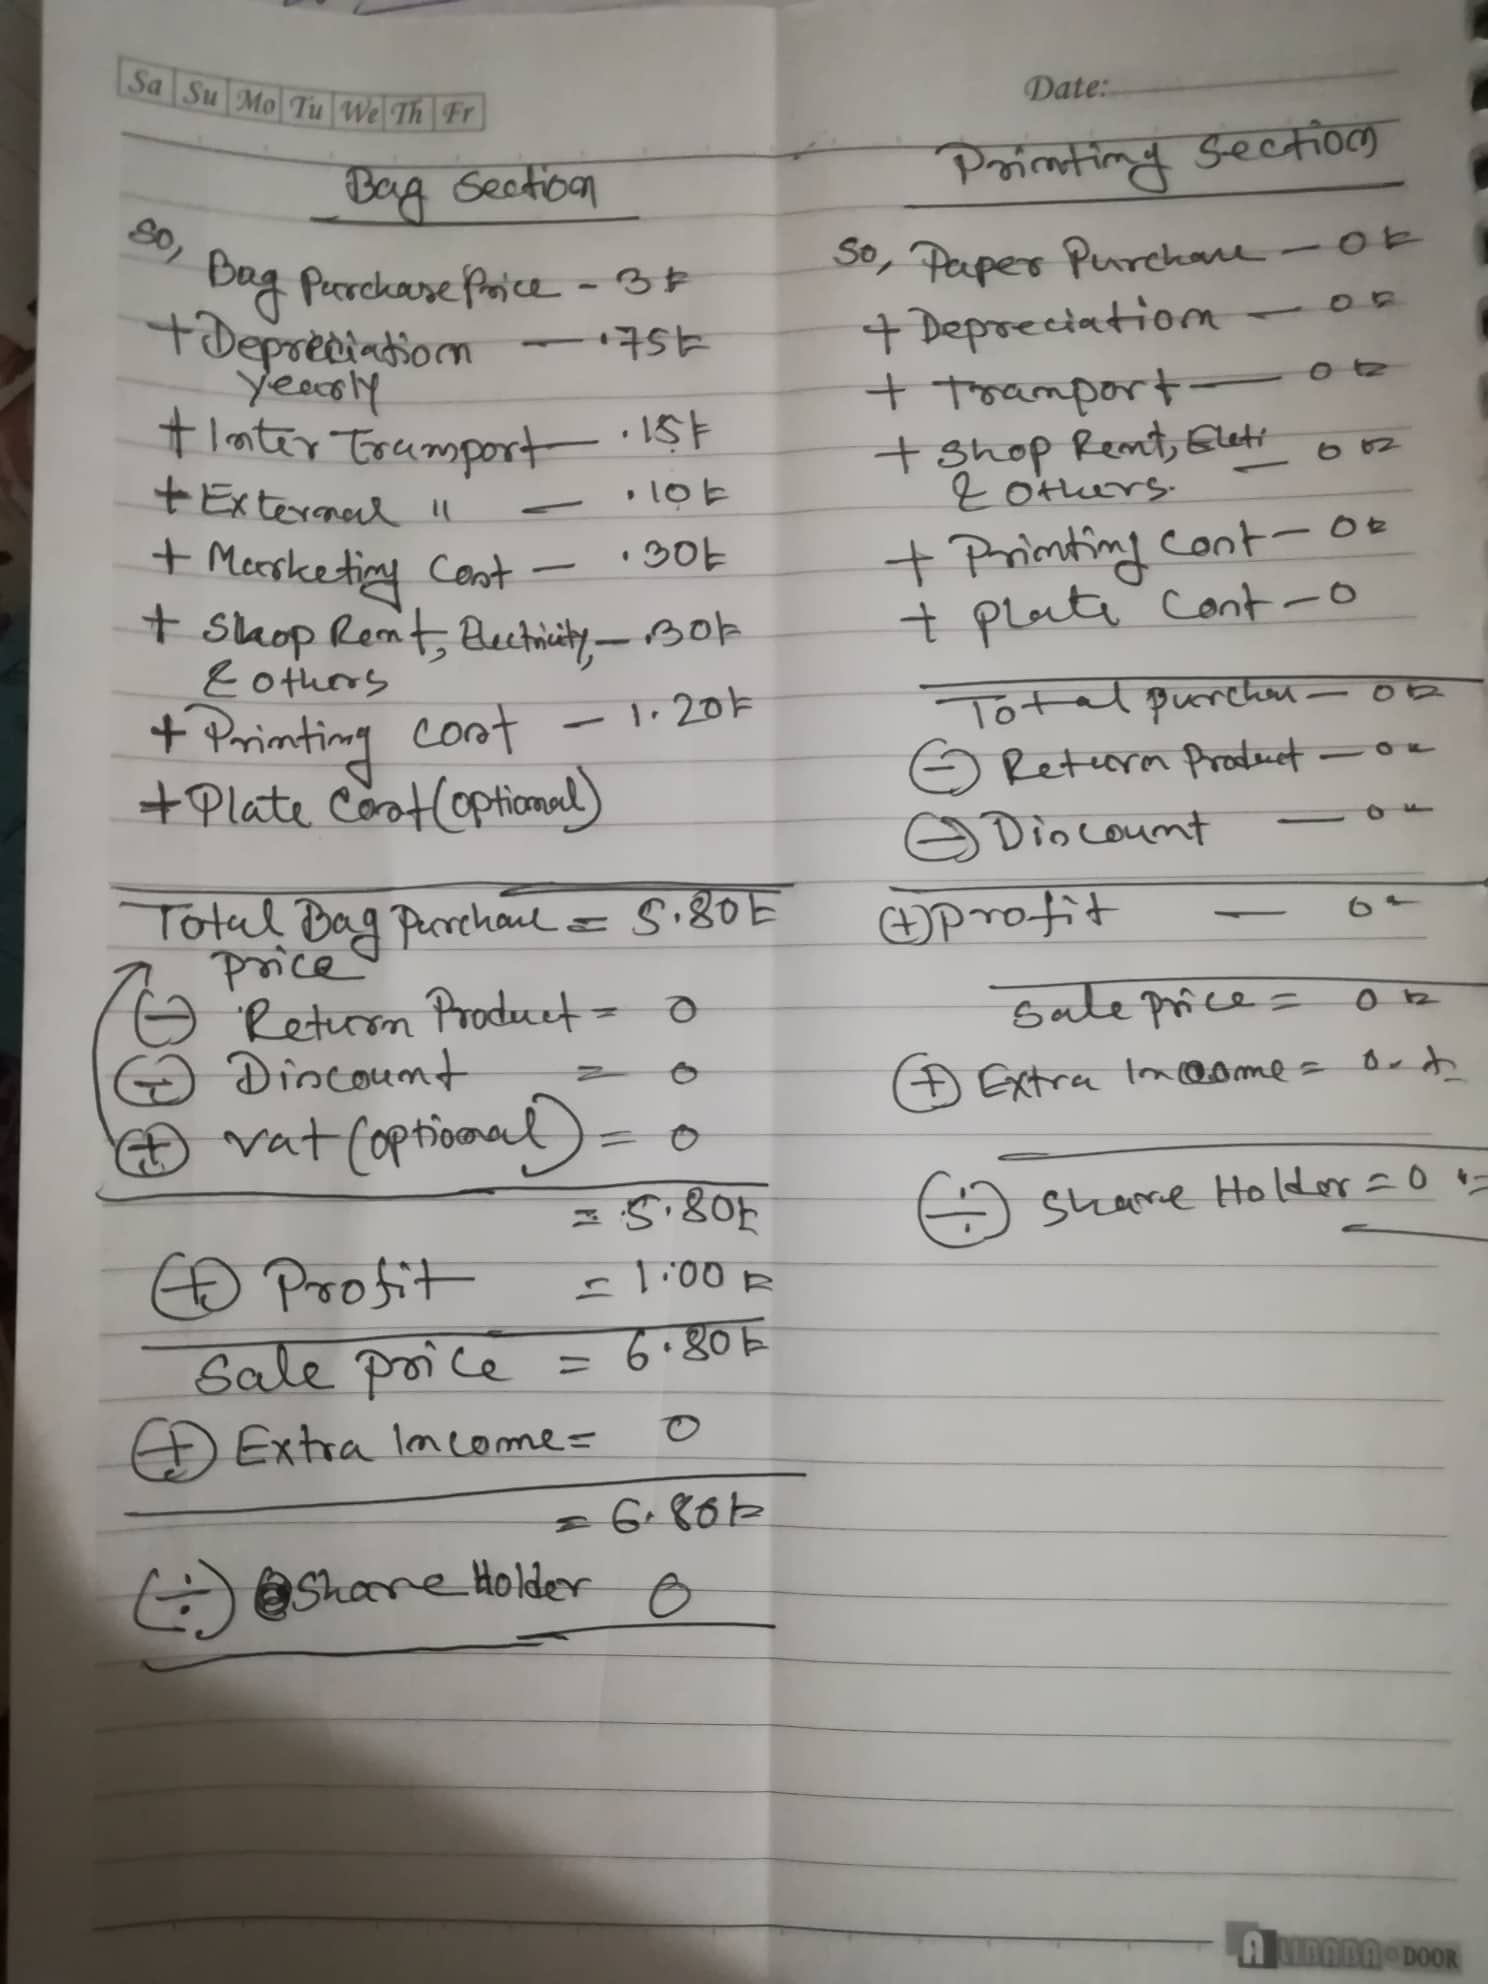 Sa Su Mo Tu We Th Fr
Date:
Bag Section
So,
Bag Purchase Price - 3৳
+ Depreciation — .75৳
yearly
+ Inter Transport — .15৳
+ External " — .10৳
+ Marketing Cost — .30৳
+ Shop Rent, Electricity, — .30৳
& others
+ Printing cost — 1.20৳
+ Plate Cost (optional)
Total Bag Purchase = 5.80৳
Price
(-) Return Product = 0
(-) Discount = 0
(+) vat (optional) = 0
= 5.80৳
(+) Profit = 1.00৳
Sale price = 6.80৳
(+) Extra Income = 0
= 6.80৳
(÷) Share Holder 0
Printing Section
So, Paper Purchase — 0৳
+ Depreciation — 0৳
+ Transport — 0৳
+ Shop Rent, Eleti — 0৳
& others.
+ Printing Cost — 0৳
+ Plate Cost — 0
Total purchase — 0৳
(-) Return Product — 0৳
(-) Discount — 0৳
(+) Profit — 0৳
Sale price = 0৳
(+) Extra Income = 0৳
(÷) Share Holder = 0৳
ALIBABA DOOR